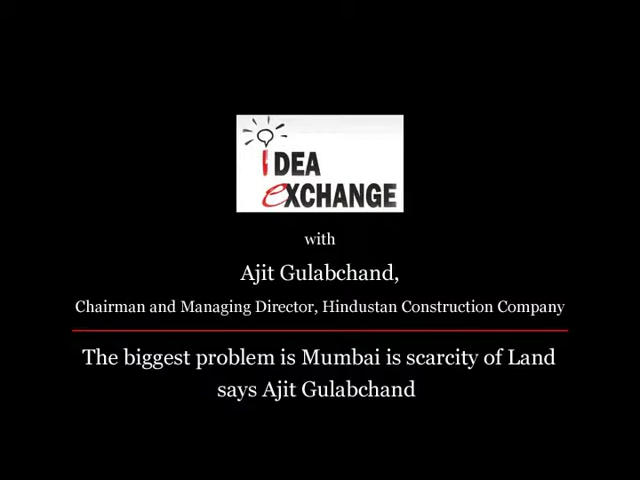 iDEA
eXCHANGE
with
Ajit Gulabchand,
Chairman and Managing Director, Hindustan Construction Company
The biggest problem is Mumbai is scarcity of Land
says Ajit Gulabchand